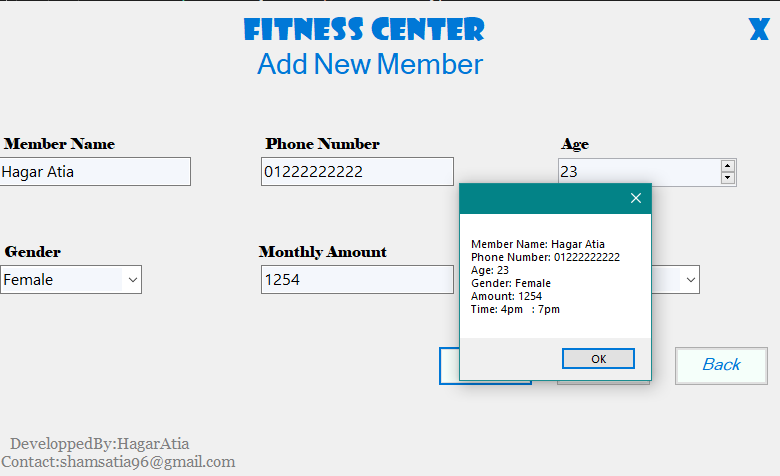 FITNESS CENTER
X
Add New Member
Member Name
Phone Number
Age
Hagar Atia
01222222222
23
Member Name: Hagar Atia
Phone Number: 01222222222
Age: 23
Gender: Female
Amount: 1254
Time: 4pm : 7pm
OK
Gender
Monthly Amount
Female
1254
Back
DeveloppedBy:HagarAtia
Contact:shamsatia96@gmail.com